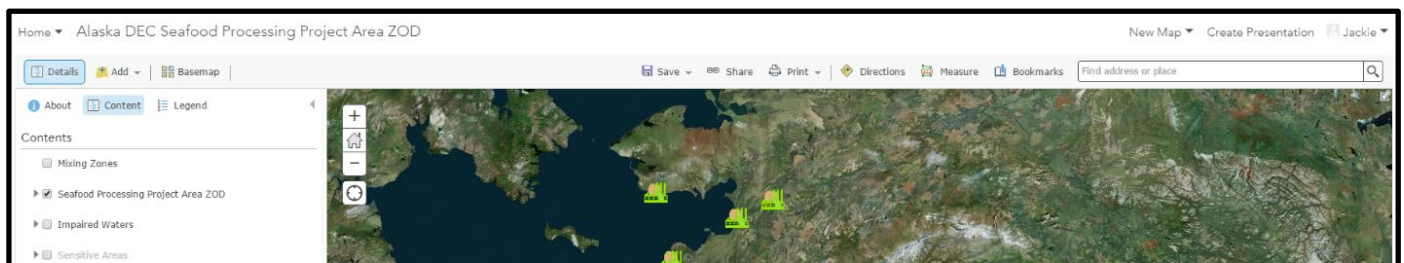 Home Alaska DEC Seafood Processing Project Area ZOD New Map Create Presentation Jackie
Details Add Basemap Save Share Print Directions Measure Bookmarks Find address or place
About Content Legend
Contents
Mixing Zones
Seafood Processing Project Area ZOD
Impaired Waters
Sensitive Areas